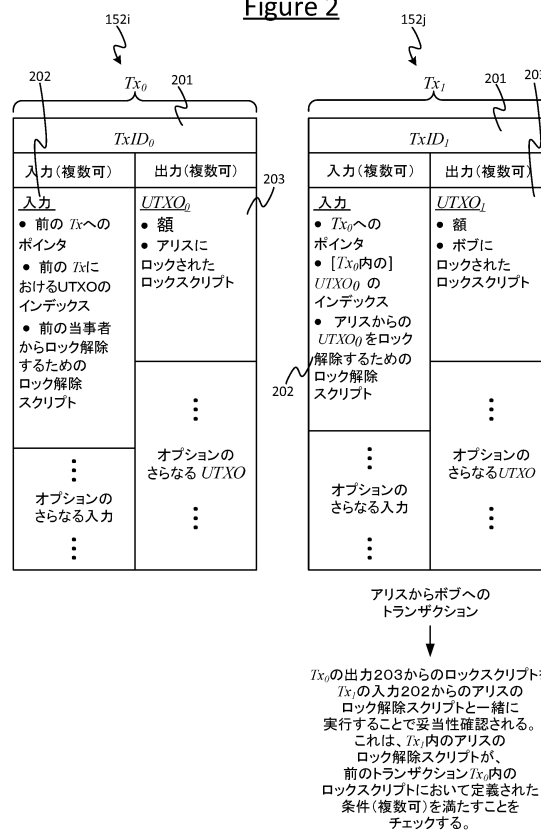 Figure 2
152i
152j
202
201
201
203
Tx₀
Tx₁
TxID₀
入力(複数可)
出力(複数可)
入力
● 前の Txへの
ポインタ
● 前の Txに
おけるUTXOの
インデックス
● 前の当事者
からロック解除
するための
ロック解除
スクリプト
UTXO₀
● 額
● アリスに
ロックされた
ロックスクリプト
203
オプションの
さらなる入力
オプションの
さらなる UTXO
TxID₁
入力(複数可)
出力(複数可)
入力
● Tx₀への
ポインタ
● [Tx₀内の]
UTXO₀ の
インデックス
● アリスからの
UTXO₀をロック
解除するための
ロック解除
スクリプト
202
UTXO₁
● 額
● ボブに
ロックされた
ロックスクリプト
オプションの
さらなる入力
オプションの
さらなるUTXO
アリスからボブへの
トランザクション
Tx₀の出力203からのロックスクリプトを
Tx₁の入力202からのアリスの
ロック解除スクリプトと一緒に
実行することで妥当性確認される。
これは、Tx₁内のアリスの
ロック解除スクリプトが、
前のトランザクションTx₀内の
ロックスクリプトにおいて定義された
条件(複数可)を満たすことを
チェックする。